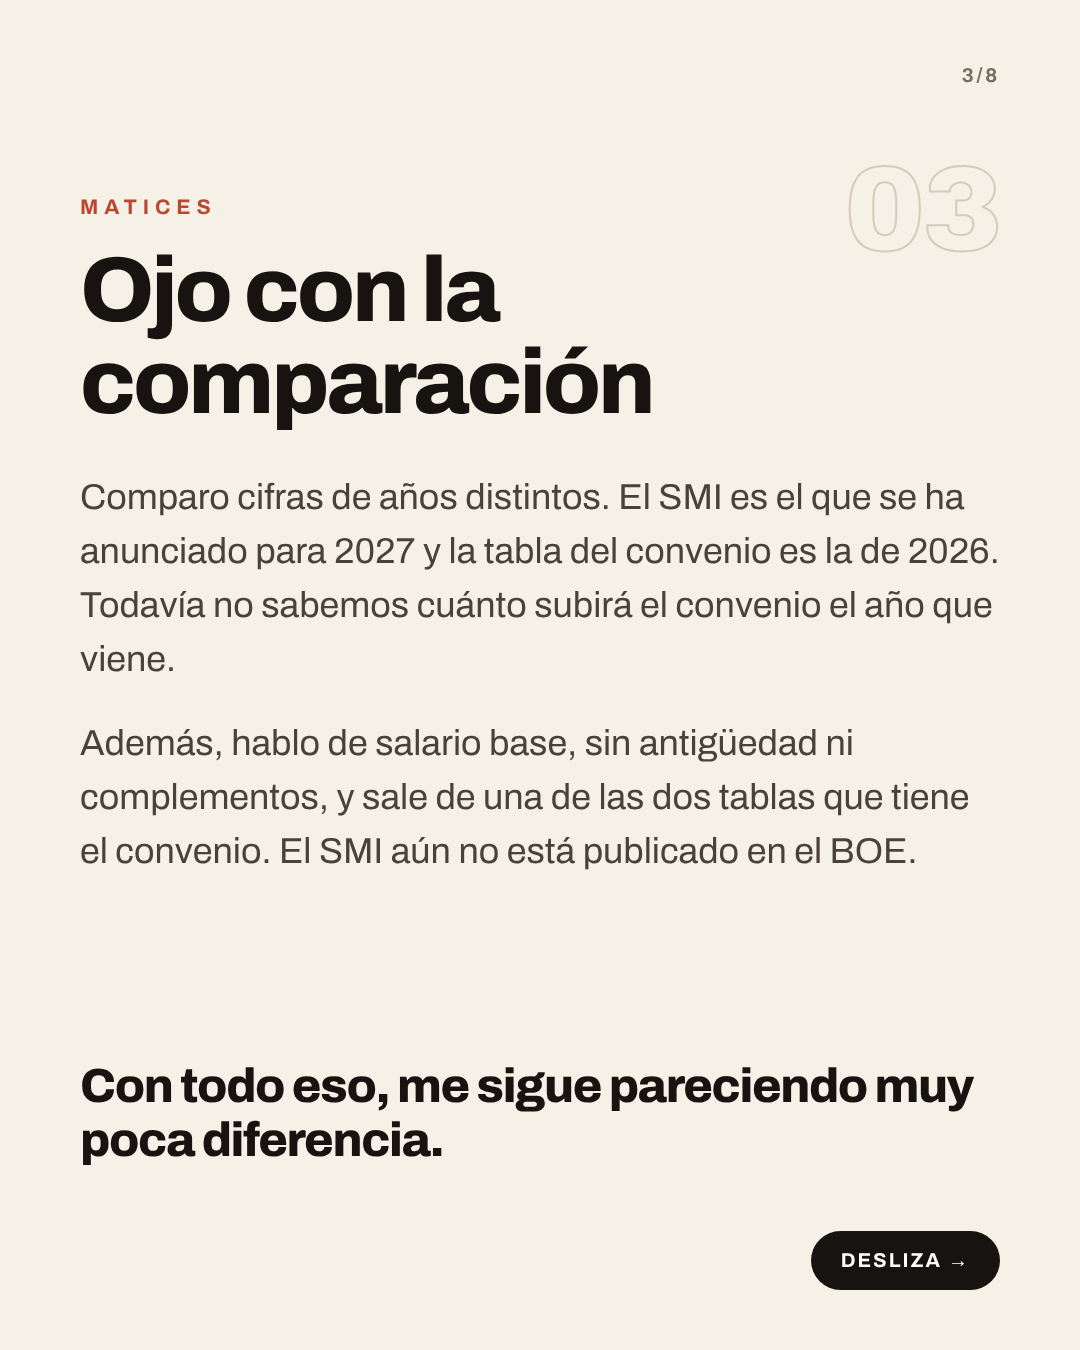 3/8
03
MATICES
Ojo con la
comparación
Comparo cifras de años distintos. El SMI es el que se ha
anunciado para 2027 y la tabla del convenio es la de 2026.
Todavía no sabemos cuánto subirá el convenio el año que
viene.
Además, hablo de salario base, sin antigüedad ni
complementos, y sale de una de las dos tablas que tiene
el convenio. El SMI aún no está publicado en el BOE.
Con todo eso, me sigue pareciendo muy
poca diferencia.
DESLIZA →